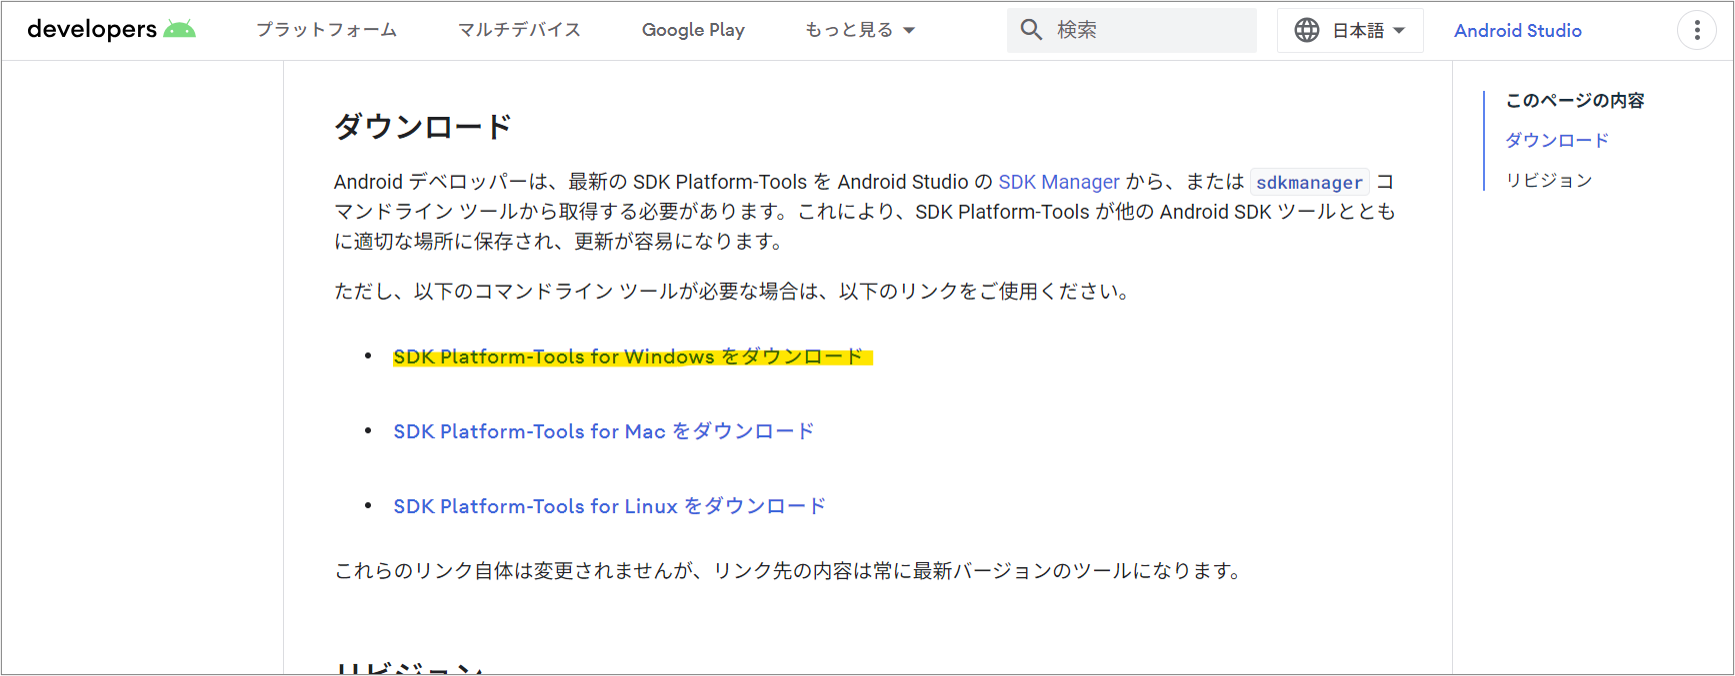 developers
プラットフォーム
マルチデバイス
Google Play
もっと見る
検索
日本語
Android Studio
ダウンロード
Android デベロッパーは、最新の SDK Platform-Tools を Android Studio の SDK Manager から、または sdkmanager コ
マンドライン ツールから取得する必要があります。これにより、SDK Platform-Tools が他の Android SDK ツールととも
に適切な場所に保存され、更新が容易になります。
ただし、以下のコマンドライン ツールが必要な場合は、以下のリンクをご使用ください。
• SDK Platform-Tools for Windows をダウンロード
• SDK Platform-Tools for Mac をダウンロード
• SDK Platform-Tools for Linux をダウンロード
これらのリンク自体は変更されませんが、リンク先の内容は常に最新バージョンのツールになります。
リビジョン
このページの内容
ダウンロード
リビジョン